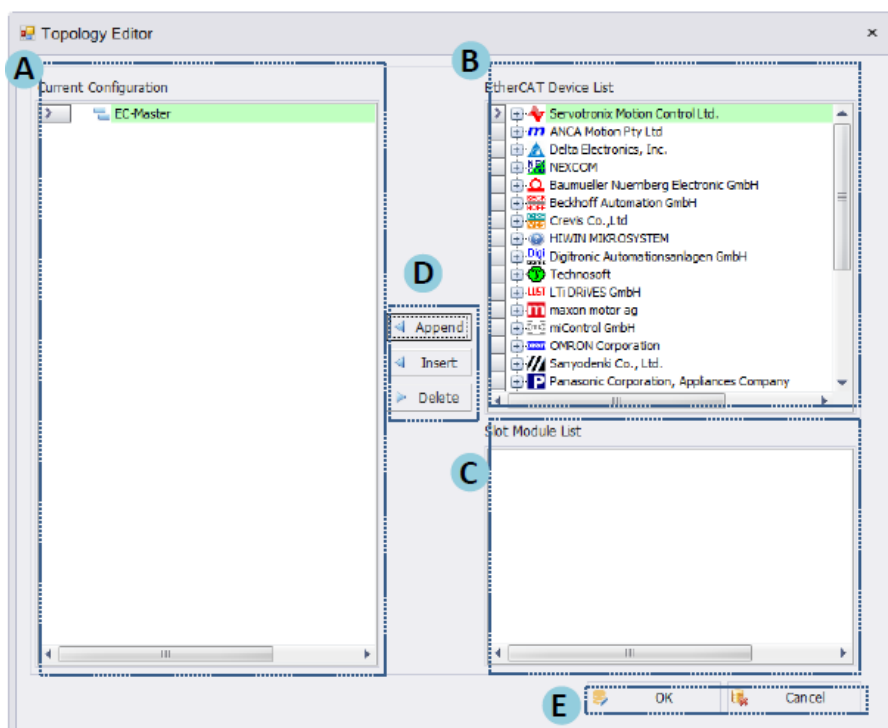 Topology Editor
A
B
Current Configuration
EtherCAT Device List
EC-Master
Servotronix Motion Control Ltd.
ANCA Motion Pty Ltd
Delta Electronics, Inc.
NEXCOM
Baumueller Nuernberg Electronic GmbH
Beckhoff Automation GmbH
Crevis Co., Ltd
HIWIN MIKROSYSTEM
Digitronic Automationsanlagen GmbH
Technosoft
LTi DRiVES GmbH
maxon motor ag
miControl GmbH
OMRON Corporation
Sanyodenki Co., Ltd.
Panasonic Corporation, Appliances Company
D
Append
Insert
Delete
Slot Module List
C
E
OK
Cancel